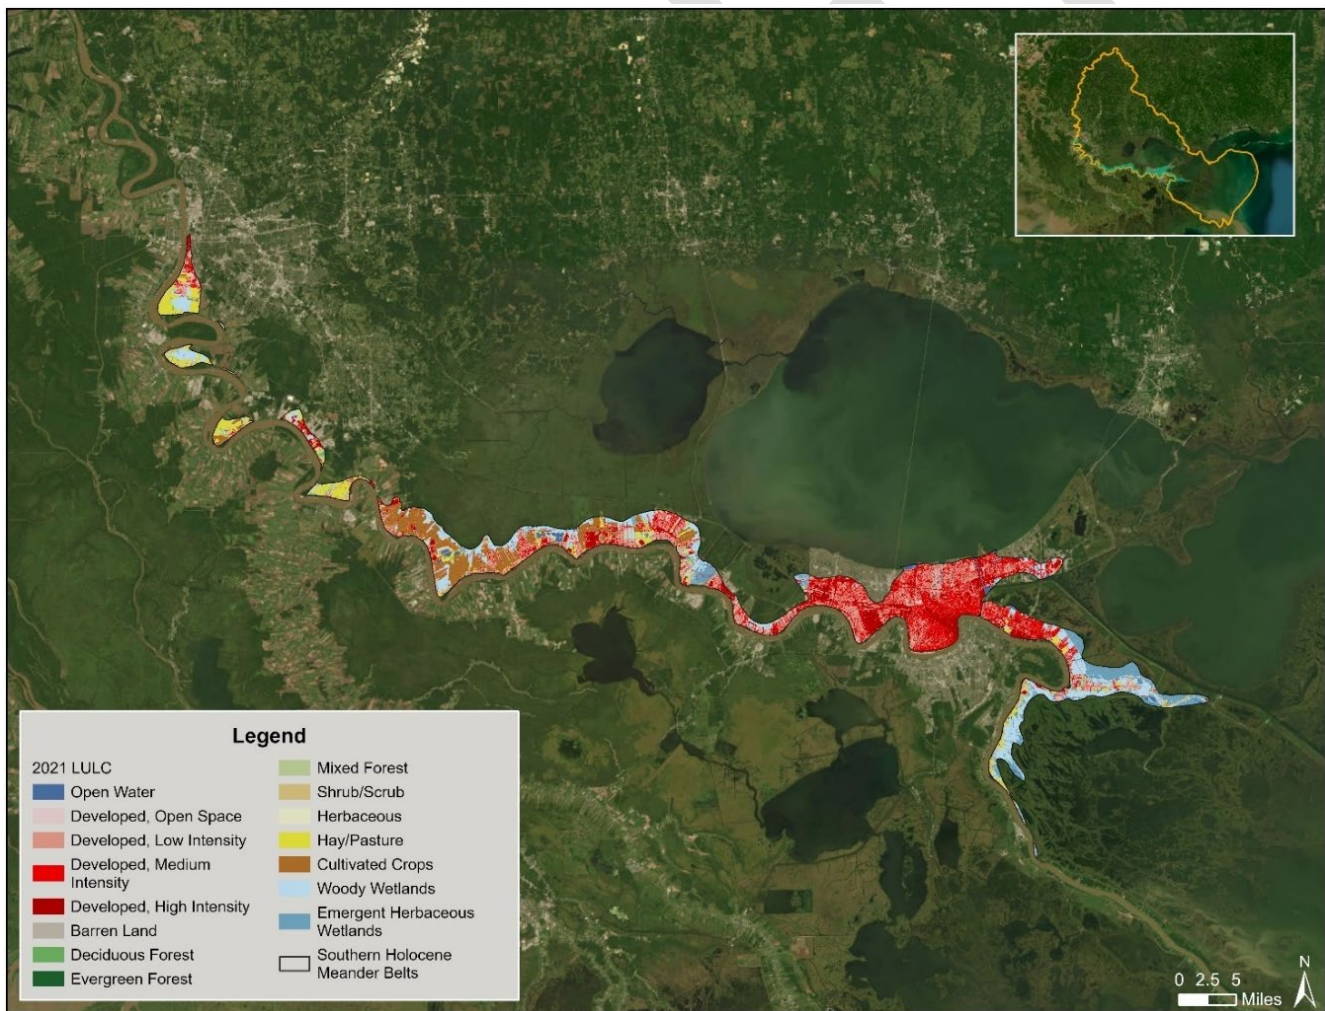 Legend
2021 LULC
Open Water
Developed, Open Space
Developed, Low Intensity
Developed, Medium
Intensity
Developed, High Intensity
Barren Land
Deciduous Forest
Evergreen Forest
Mixed Forest
Shrub/Scrub
Herbaceous
Hay/Pasture
Cultivated Crops
Woody Wetlands
Emergent Herbaceous
Wetlands
Southern Holocene
Meander Belts
0 2.5 5
Miles
N